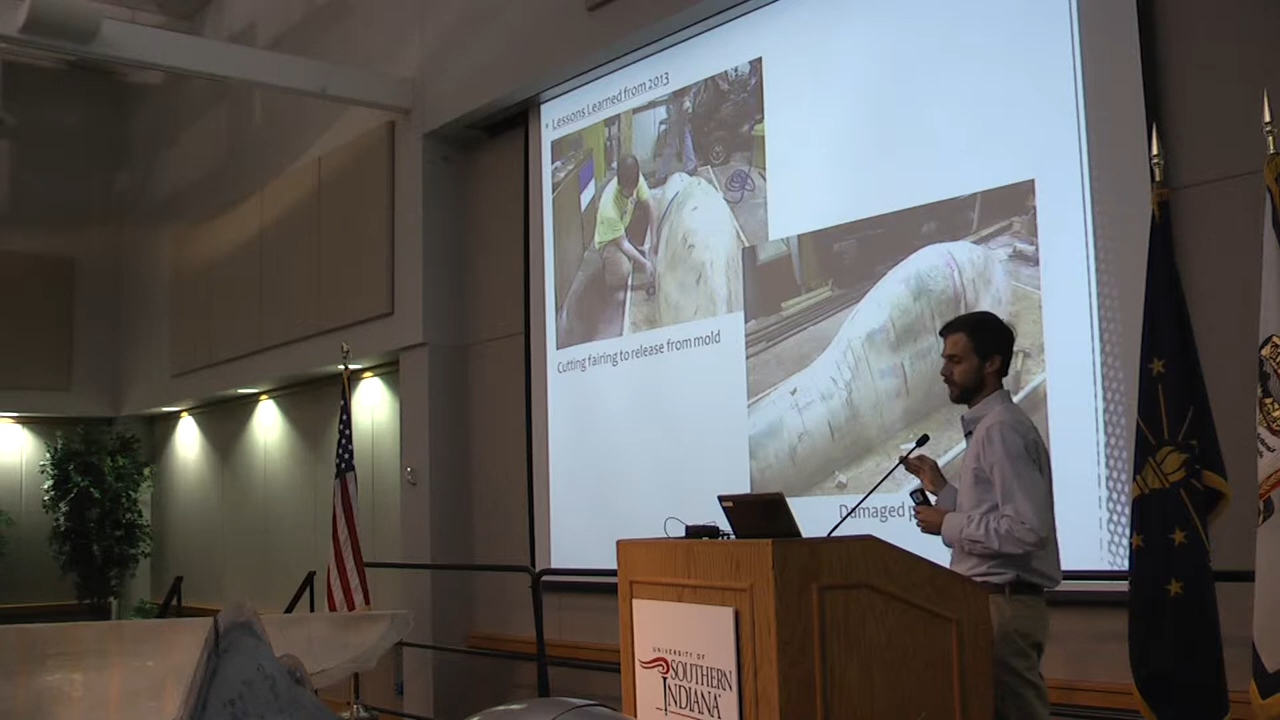 • Lessons Learned from 2013
Cutting fairing to release from mold
Damaged
UNIVERSITY OF
SOUTHERN
INDIANA